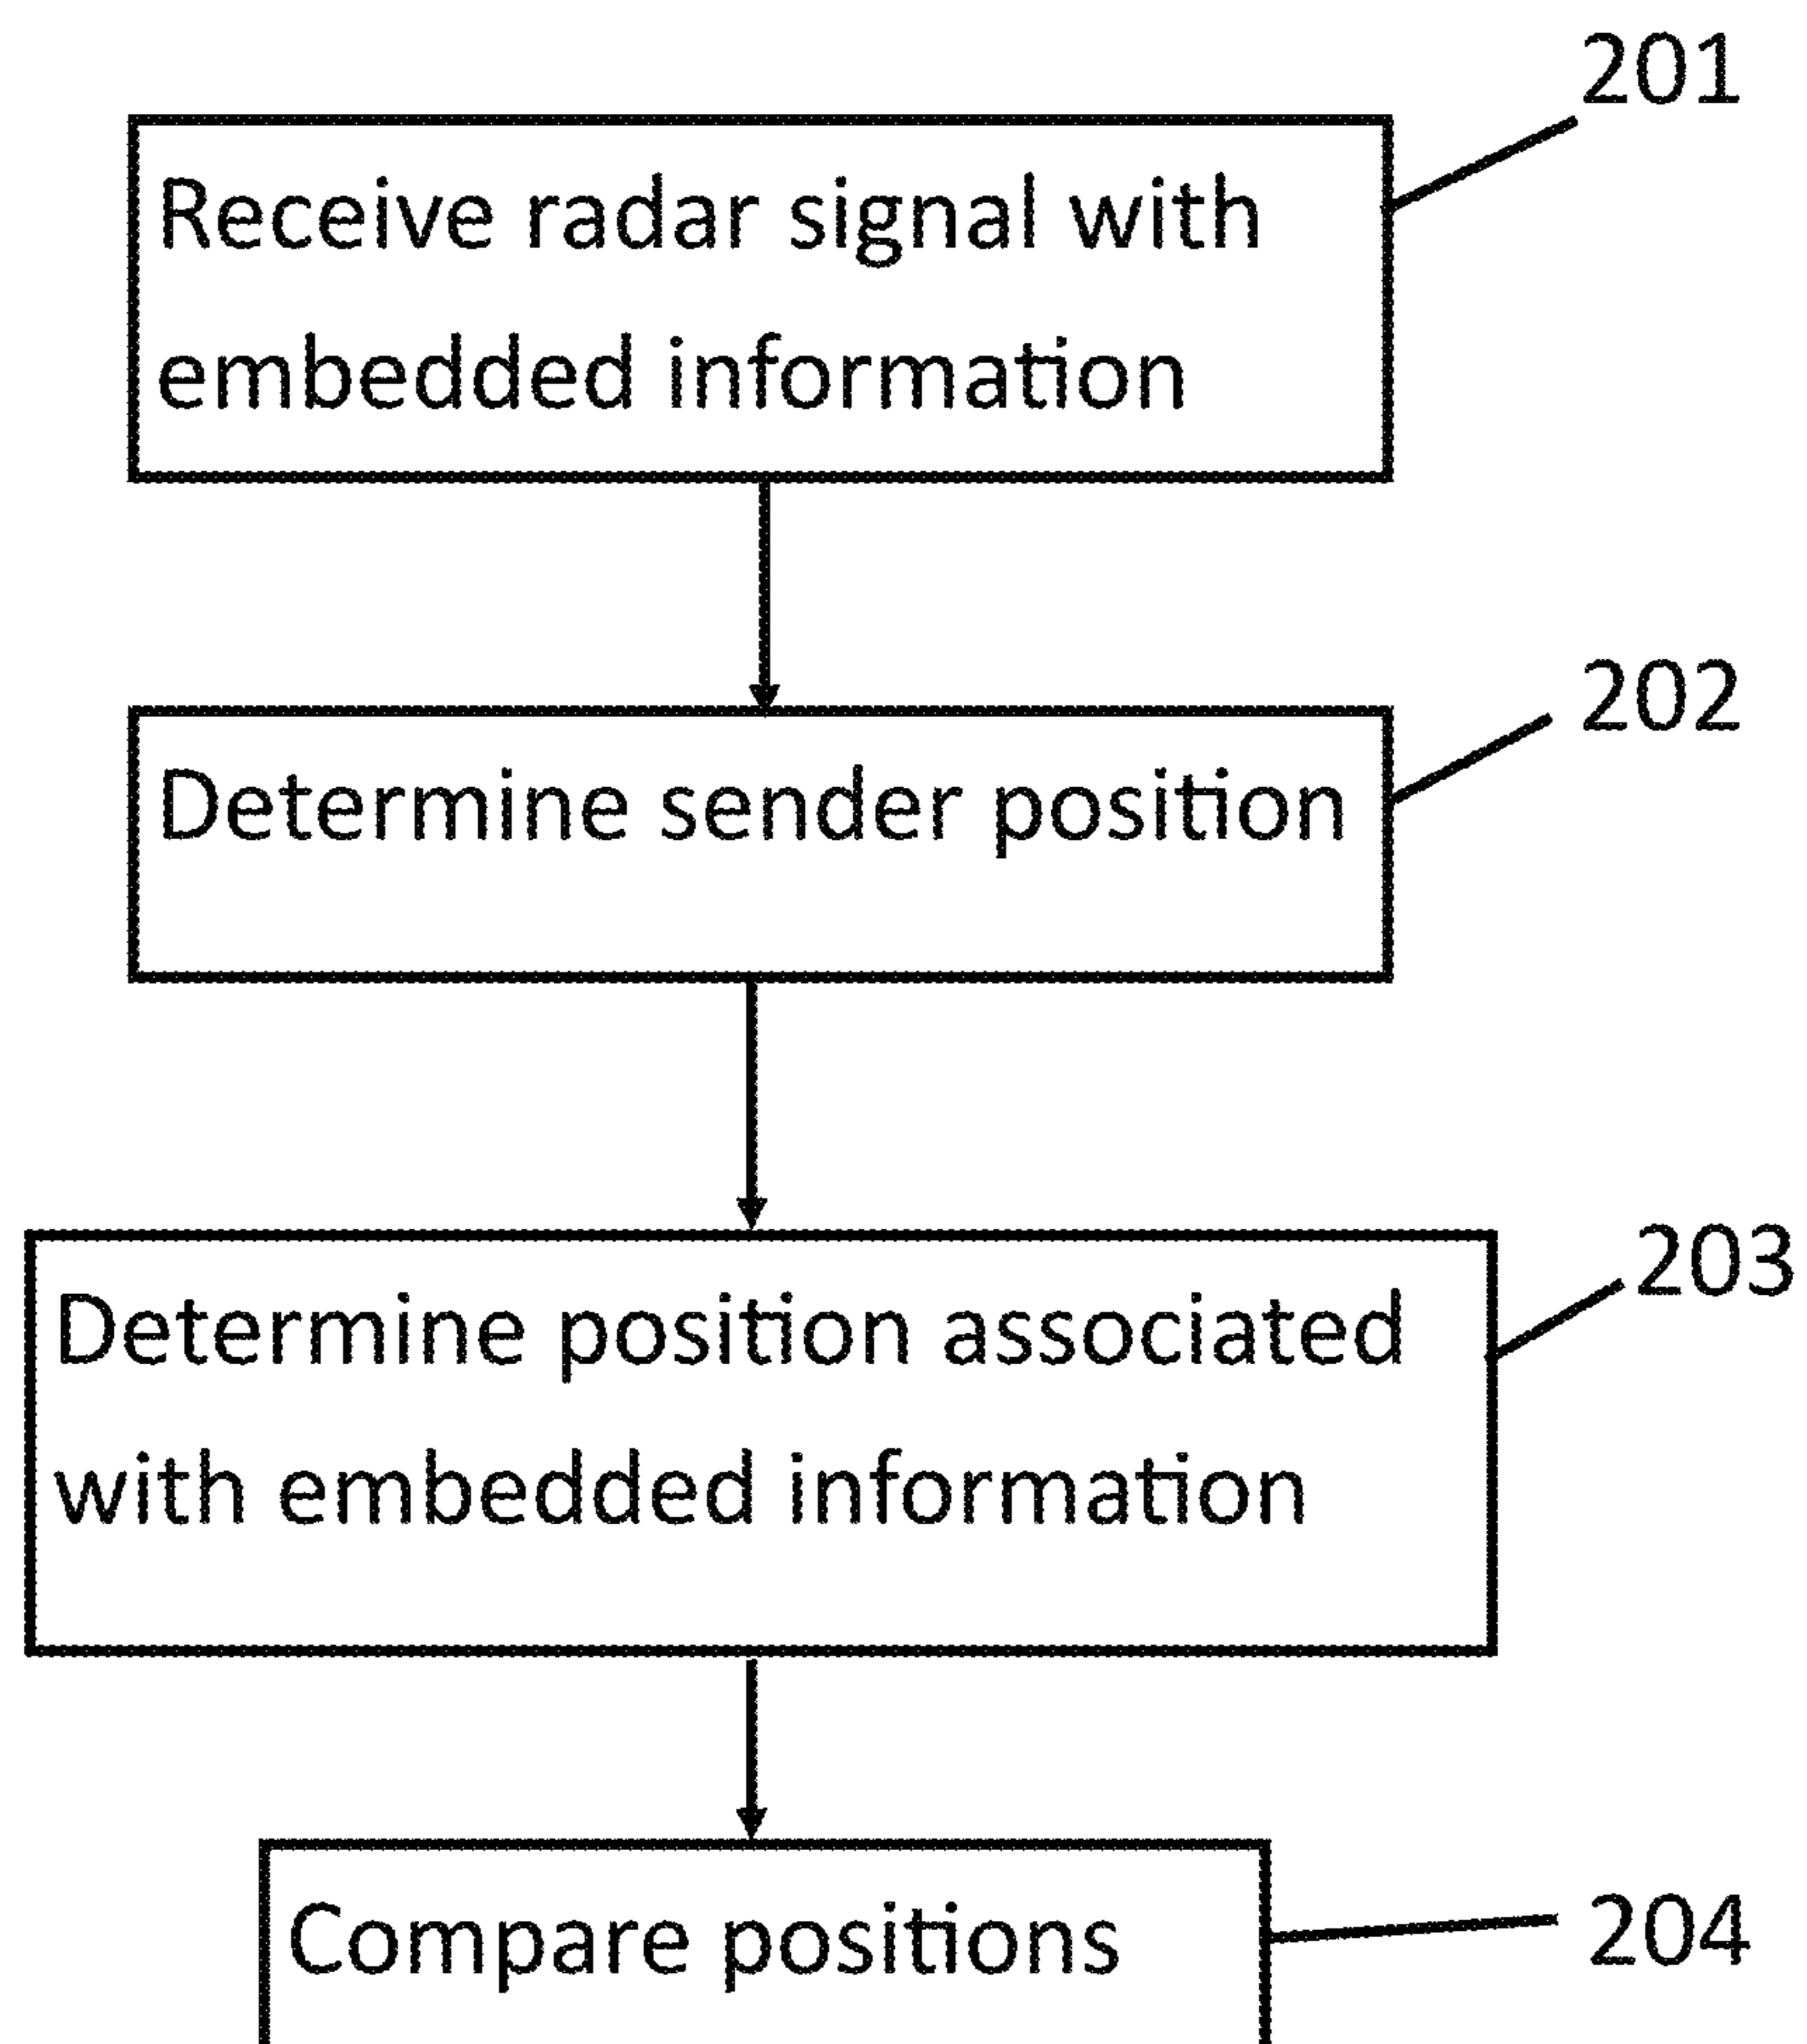 201
Receive radar signal with
embedded information
202
Determine sender position
203
Determine position associated
with embedded information
204
Compare positions